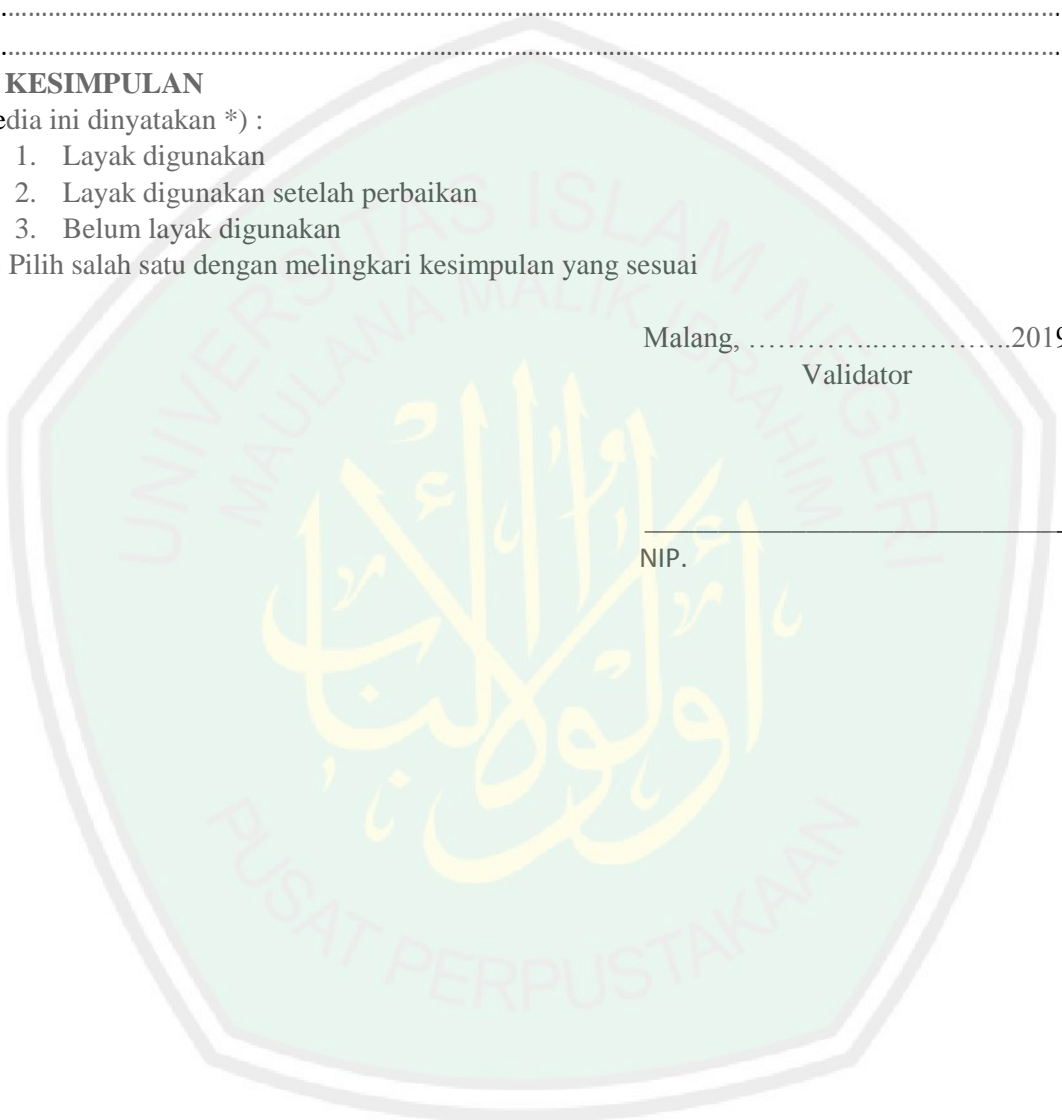 ................................................................................
................................................................................
KESIMPULAN
edia ini dinyatakan *) :
1. Layak digunakan
2. Layak digunakan setelah perbaikan
3. Belum layak digunakan
Pilih salah satu dengan melingkari kesimpulan yang sesuai
Malang, …………..…………..2019
Validator
NIP.
UNIVERSITAS ISLAM NEGERI
MAULANA MALIK IBRAHIM
PUSAT PERPUSTAKAAN